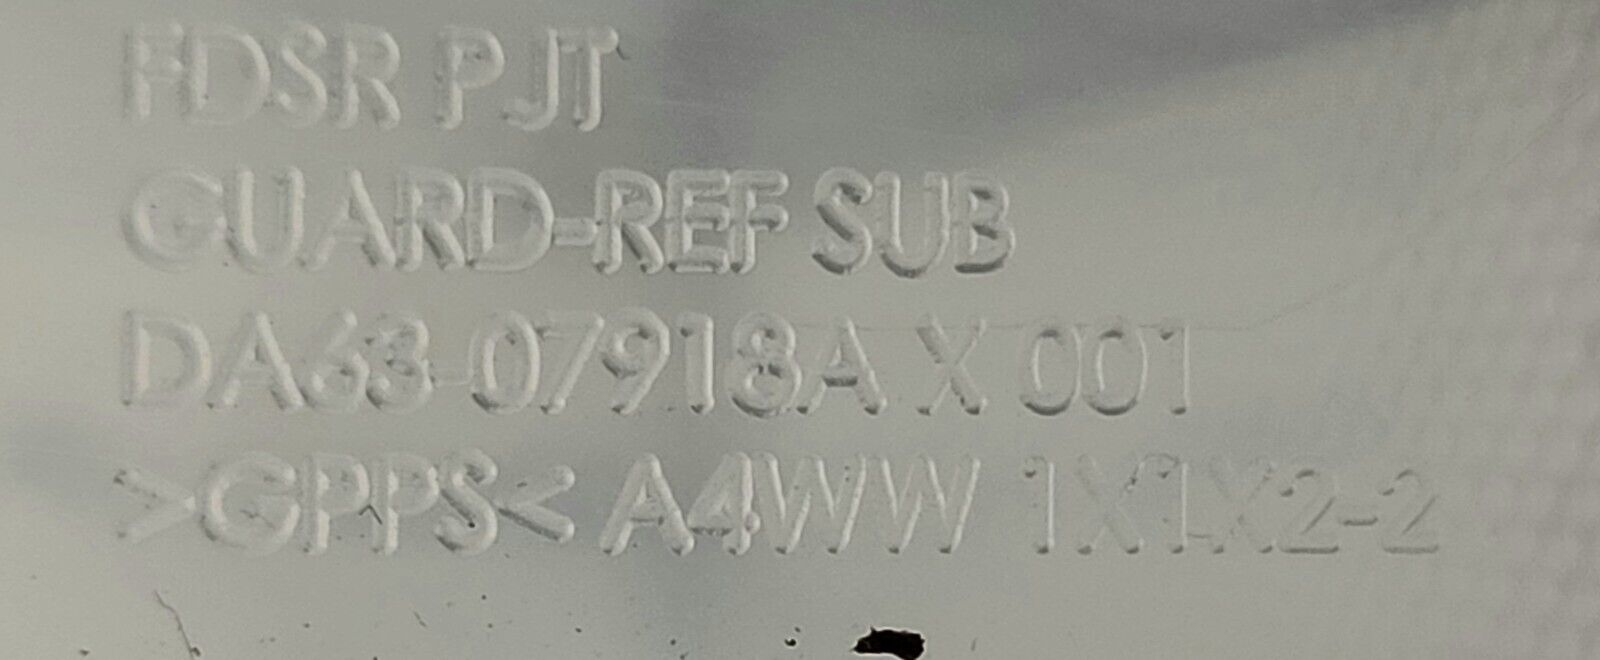 FDSR PJT
GUARD-REF SUB
DA63-07918A X 001
>GPPS< A4WW 1X1X2-2